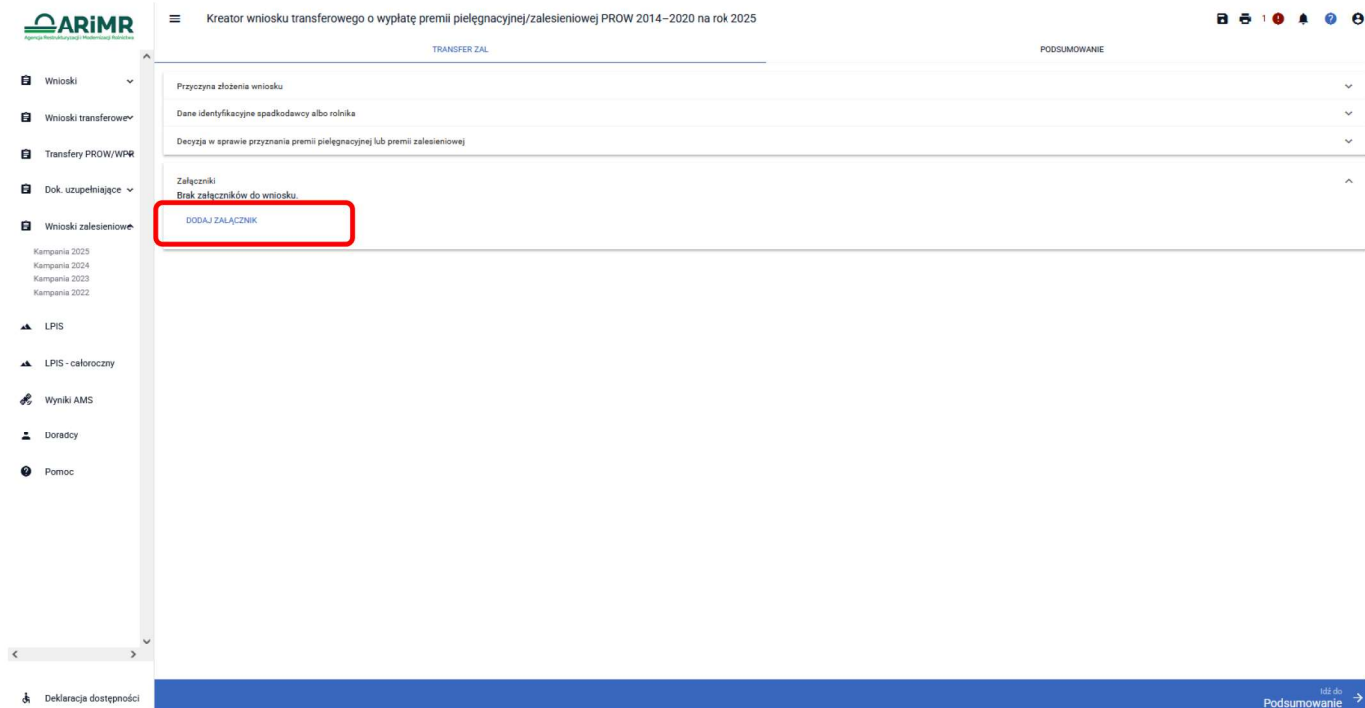 ARiMR
Agencja Restrukturyzacji i Modernizacji Rolnictwa
Kreator wniosku transferowego o wypłatę premii pielęgnacyjnej/zalesieniowej PROW 2014–2020 na rok 2025
1
TRANSFER ZAL
PODSUMOWANIE
Wnioski
Wnioski transferowe
Transfery PROW/WPR
Dok. uzupełniające
Wnioski zalesieniowe
Kampania 2025
Kampania 2024
Kampania 2023
Kampania 2022
LPIS
LPIS - całoroczny
Wyniki AMS
Doradcy
Pomoc
Deklaracja dostępności
Przyczyna złożenia wniosku
Dane identyfikacyjne spadkodawcy albo rolnika
Decyzja w sprawie przyznania premii pielęgnacyjnej lub premii zalesieniowej
Załączniki
Brak załączników do wniosku.
DODAJ ZAŁĄCZNIK
Idź do
Podsumowanie